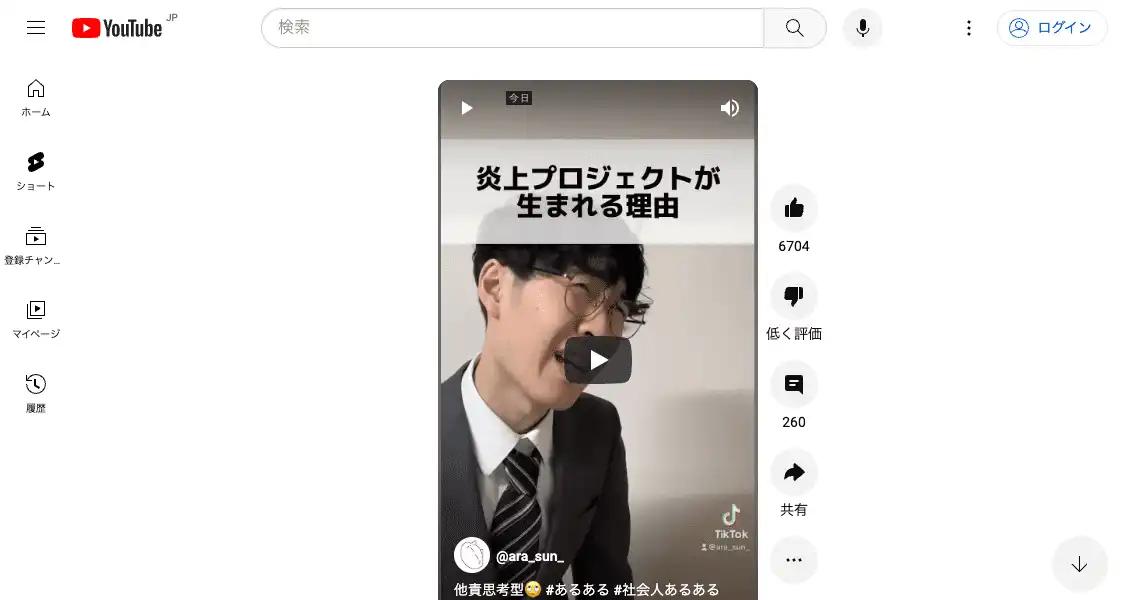 YouTube JP
検索
ログイン
ホーム
ショート
登録チャン...
マイページ
履歴
今日
炎上プロジェクトが
生まれる理由
6704
低く評価
260
共有
TikTok
@ara_sun_
@ara_sun_
他責思考型🙄 #あるある #社会人あるある